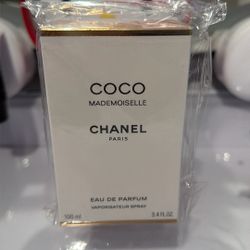 COCO
MADEMOISELLE
CHANEL
PARIS
EAU DE PARFUM
VAPORISATEUR SPRAY
100 ml 3.4 FL.OZ.